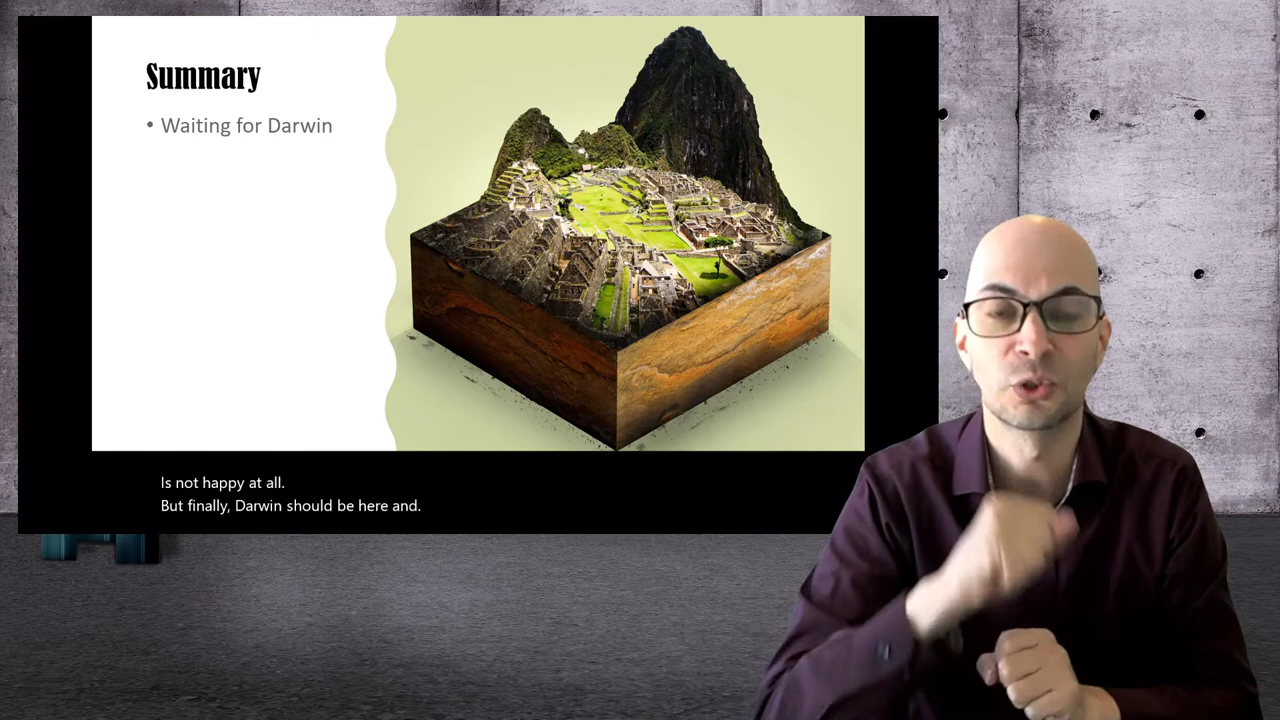 Summary
• Waiting for Darwin
Is not happy at all.
But finally, Darwin should be here and.